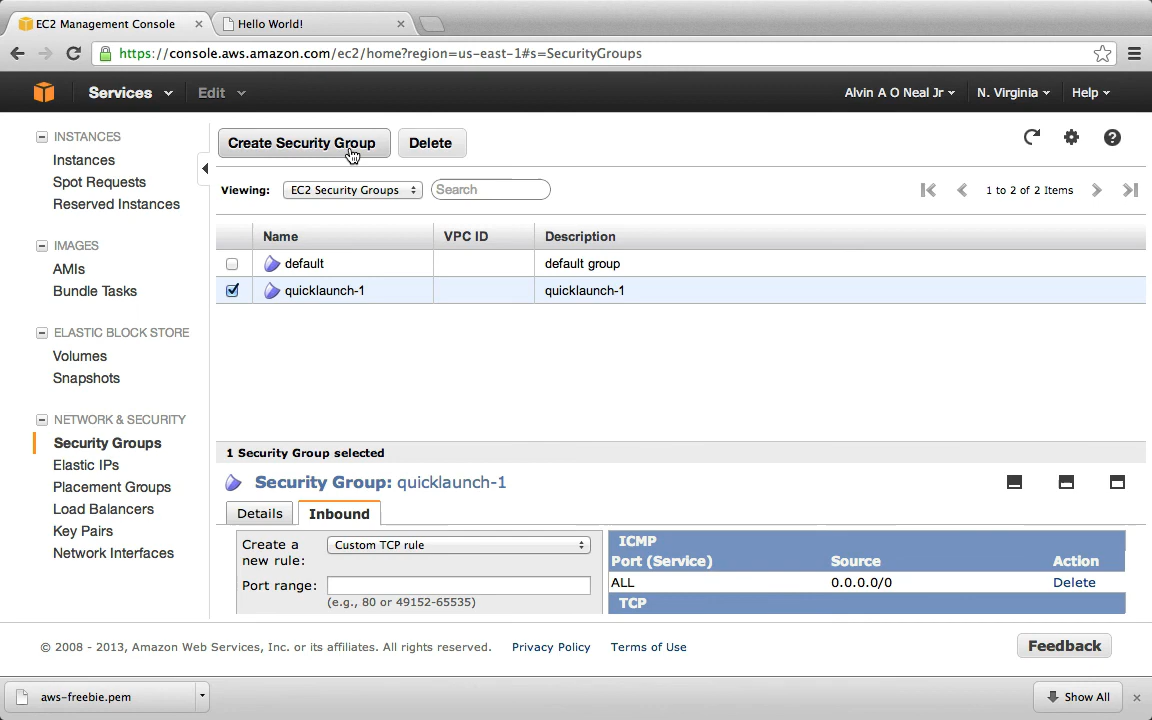 EC2 Management Console
Hello World!
https://console.aws.amazon.com/ec2/home?region=us-east-1#s=SecurityGroups
Services
Edit
Alvin A O Neal Jr
N. Virginia
Help
INSTANCES
Instances
Spot Requests
Reserved Instances
IMAGES
AMIs
Bundle Tasks
ELASTIC BLOCK STORE
Volumes
Snapshots
NETWORK & SECURITY
Security Groups
Elastic IPs
Placement Groups
Load Balancers
Key Pairs
Network Interfaces
Create Security Group
Delete
Viewing:
EC2 Security Groups
Search
1 to 2 of 2 Items
Name
VPC ID
Description
default
default group
quicklaunch-1
quicklaunch-1
1 Security Group selected
Security Group: quicklaunch-1
Details
Inbound
Create a
new rule:
Custom TCP rule
Port range:
(e.g., 80 or 49152-65535)
ICMP
Port (Service)
Source
Action
ALL
0.0.0.0/0
Delete
TCP
© 2008 - 2013, Amazon Web Services, Inc. or its affiliates. All rights reserved.
Privacy Policy
Terms of Use
Feedback
aws-freebie.pem
Show All